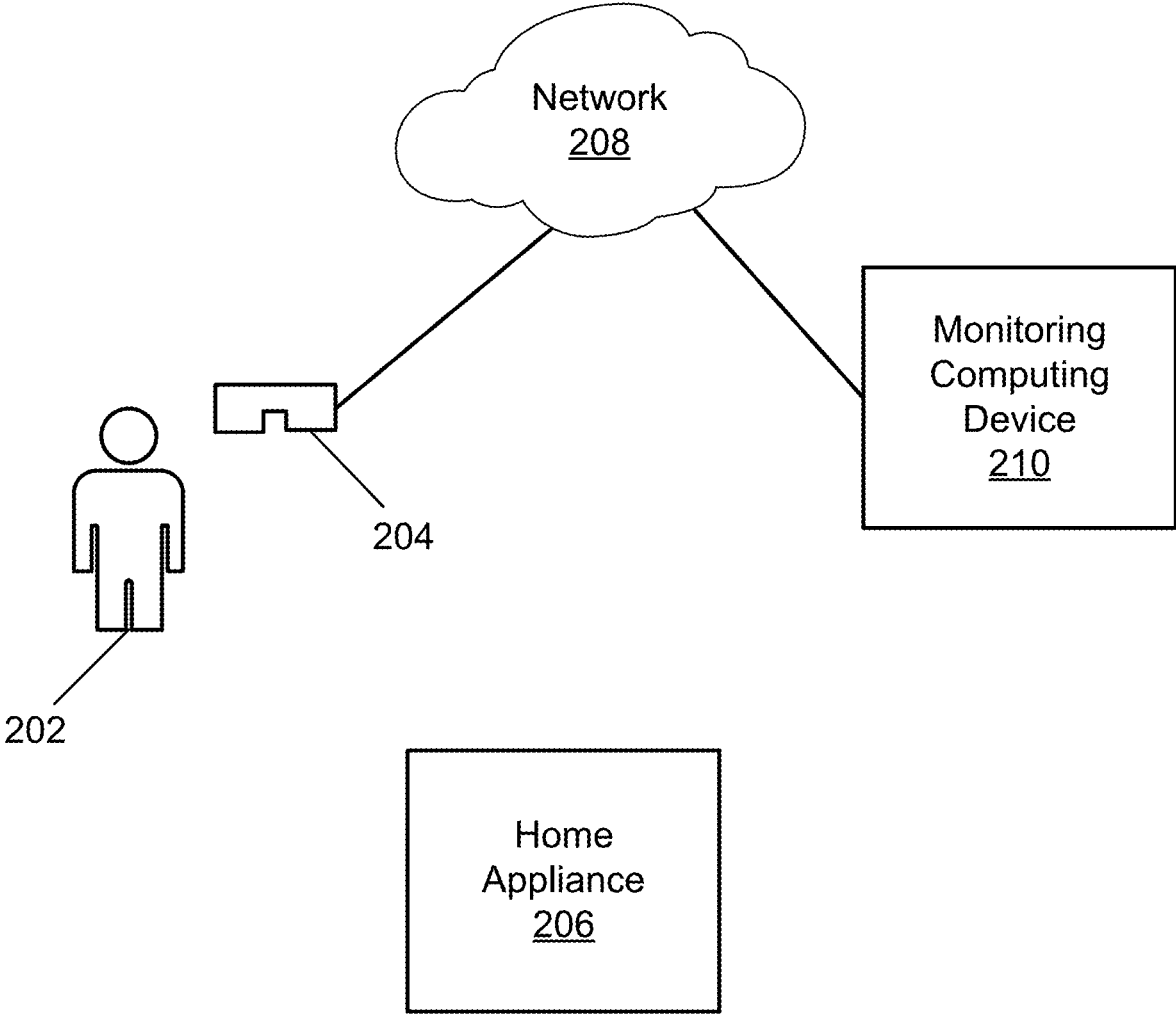 Network
208
Monitoring
Computing
Device
210
204
202
Home
Appliance
206